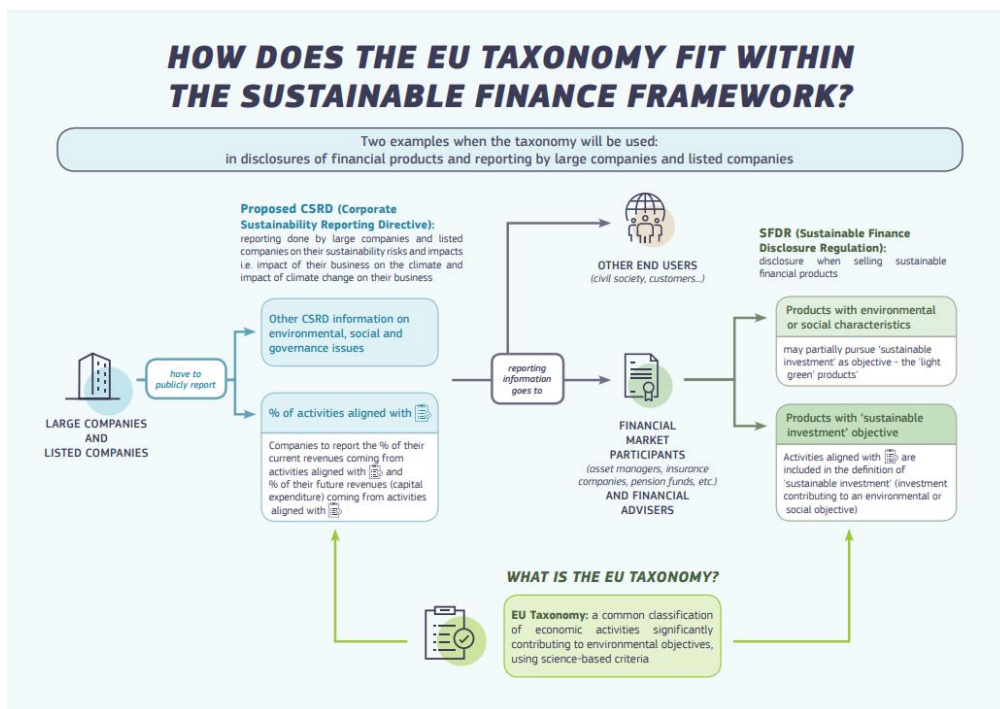 HOW DOES THE EU TAXONOMY FIT WITHIN
THE SUSTAINABLE FINANCE FRAMEWORK?
Two examples when the taxonomy will be used:
in disclosures of financial products and reporting by large companies and listed companies
Proposed CSRD (Corporate
Sustainability Reporting Directive):
reporting done by large companies and listed
companies on their sustainability risks and impacts
i.e. impact of their business on the climate and
impact of climate change on their business
LARGE COMPANIES
AND
LISTED COMPANIES
have to
publicly report
Other CSRD information on
environmental, social and
governance issues
% of activities aligned with
Companies to report the % of their
current revenues coming from
activities aligned with and
% of their future revenues (capital
expenditure) coming from activities
aligned with
reporting
information
goes to
OTHER END USERS
(civil society, customers...)
FINANCIAL
MARKET
PARTICIPANTS
(asset managers, insurance
companies, pension funds, etc.)
AND FINANCIAL
ADVISERS
SFDR (Sustainable Finance
Disclosure Regulation):
disclosure when selling sustainable
financial products
Products with environmental
or social characteristics
may partially pursue 'sustainable
investment' as objective - the 'light
green' products'
Products with 'sustainable
investment' objective
Activities aligned with are
included in the definition of
'sustainable investment' (investment
contributing to an environmental or
social objective)
WHAT IS THE EU TAXONOMY?
EU Taxonomy: a common classification
of economic activities significantly
contributing to environmental objectives,
using science-based criteria